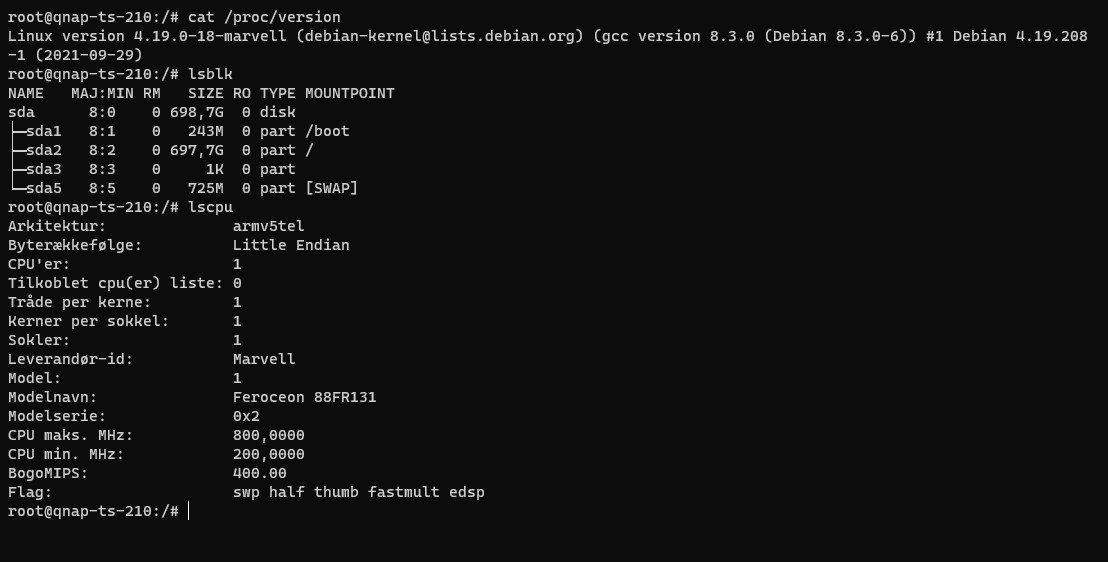 root@qnap-ts-210:/# cat /proc/version
Linux version 4.19.0-18-marvell (debian-kernel@lists.debian.org) (gcc version 8.3.0 (Debian 8.3.0-6)) #1 Debian 4.19.208
-1 (2021-09-29)
root@qnap-ts-210:/# lsblk
NAME   MAJ:MIN RM   SIZE RO TYPE MOUNTPOINT
sda      8:0    0 698,7G  0 disk
├─sda1   8:1    0   243M  0 part /boot
├─sda2   8:2    0 697,7G  0 part /
├─sda3   8:3    0     1K  0 part
└─sda5   8:5    0   725M  0 part [SWAP]
root@qnap-ts-210:/# lscpu
Arkitektur:              armv5tel
Byterækkefølge:          Little Endian
CPU'er:                  1
Tilkoblet cpu(er) liste: 0
Tråde per kerne:         1
Kerner per sokkel:       1
Sokler:                  1
Leverandør-id:           Marvell
Model:                   1
Modelnavn:               Feroceon 88FR131
Modelserie:              0x2
CPU maks. MHz:           800,0000
CPU min. MHz:            200,0000
BogoMIPS:                400.00
Flag:                    swp half thumb fastmult edsp
root@qnap-ts-210:/#